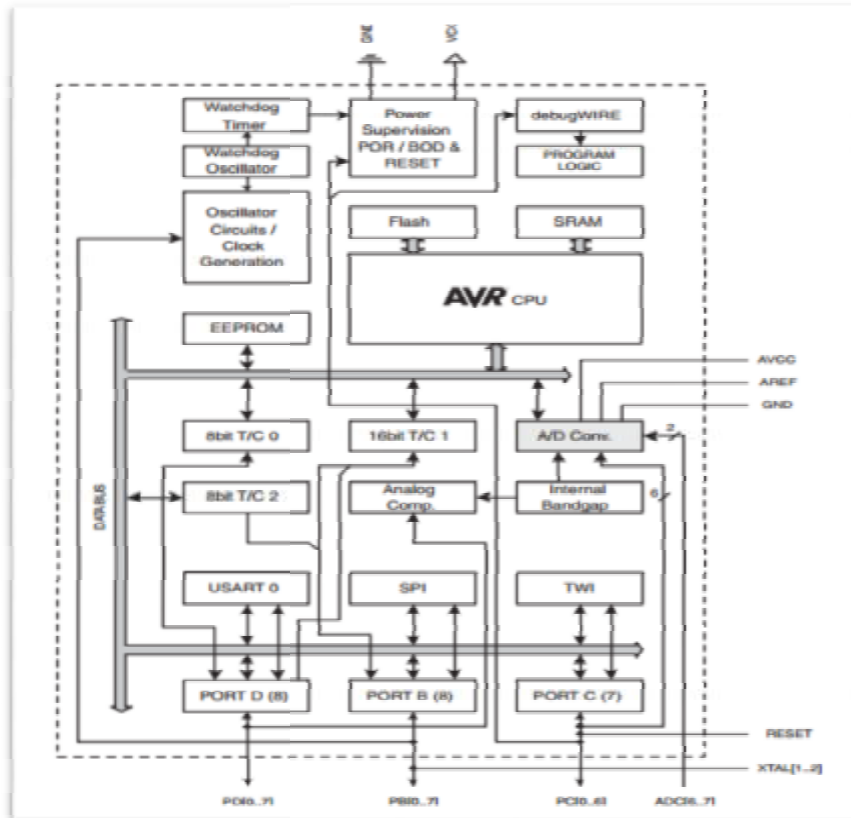 GND
VCC
Watchdog
Timer
Power
Supervision
POR / BOD &
RESET
debugWIRE
Watchdog
Oscillator
PROGRAM
LOGIC
Oscillator
Circuits /
Clock
Generation
Flash
SRAM
AVR CPU
EEPROM
AVCC
AREF
GND
8bit T/C 0
16bit T/C 1
A/D Conv.
2
8bit T/C 2
Analog
Comp.
Internal
Bandgap
6
DATABUS
USART 0
SPI
TWI
PORT D (8)
PORT B (8)
PORT C (7)
RESET
XTAL[1..2]
PD[0..7]
PB[0..7]
PC[0..6]
ADC[6..7]